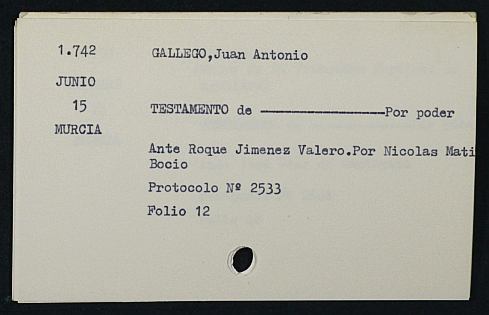 1.742 GALLEGO,Juan Antonio
JUNIO
15 TESTAMENTO de ————————Por poder
MURCIA
Ante Roque Jimenez Valero.Por Nicolas Mati
Bocio
Protocolo Nº 2533
Folio 12